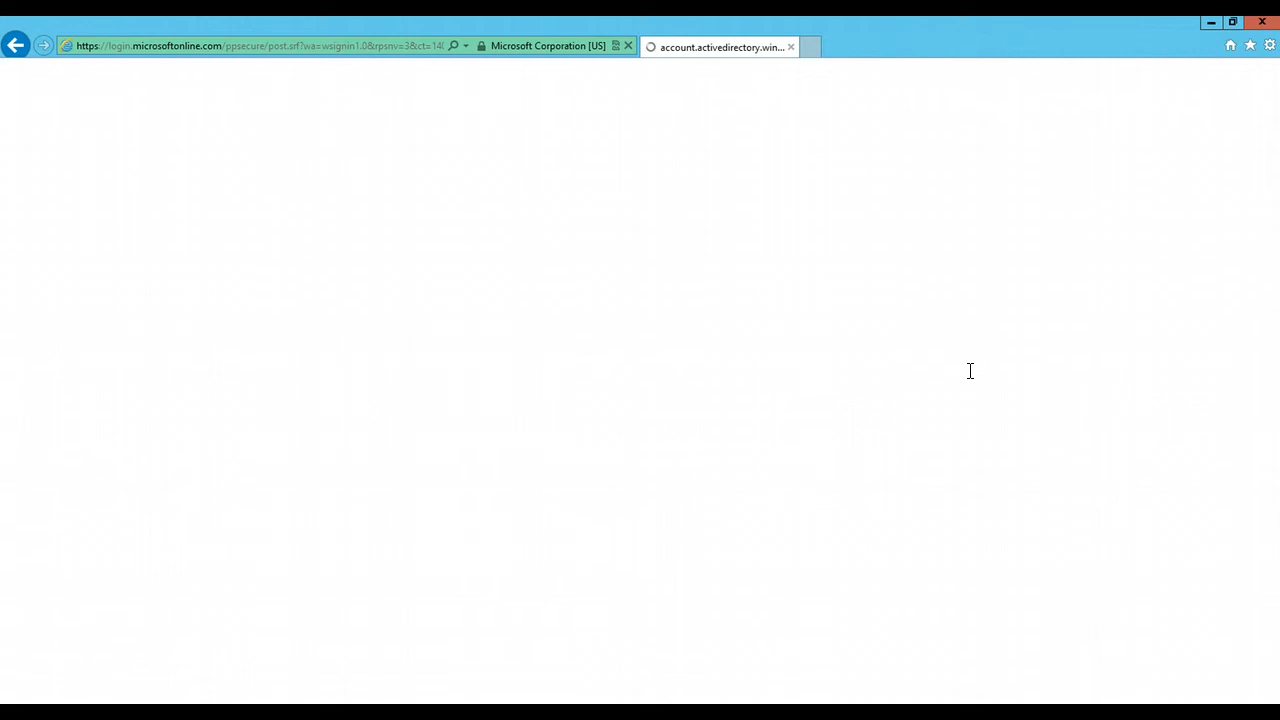 https://login.microsoftonline.com/ppsecure/post.srf?wa=wsignin1.0&rpsnv=3&ct=140 Microsoft Corporation [US] account.activedirectory.win...